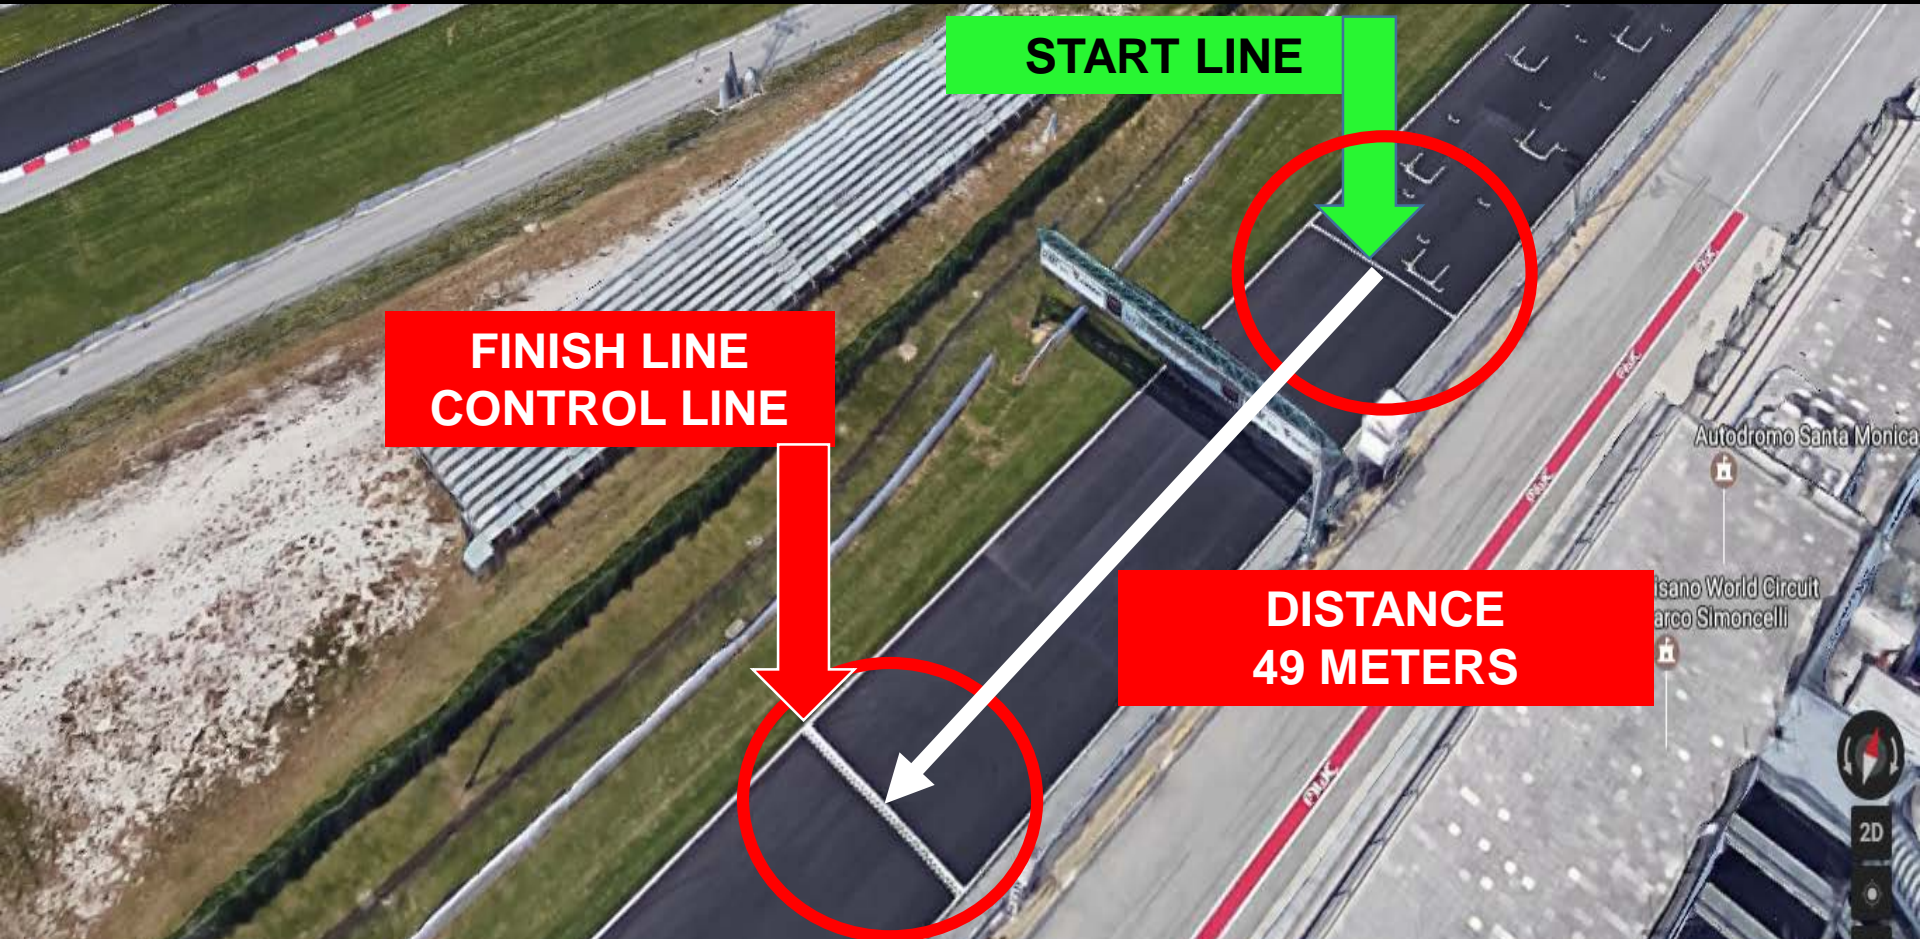 START LINE
FINISH LINE
CONTROL LINE
Autodromo Santa Monica
isano World Circuit
arco Simoncelli
DISTANCE
49 METERS
2D